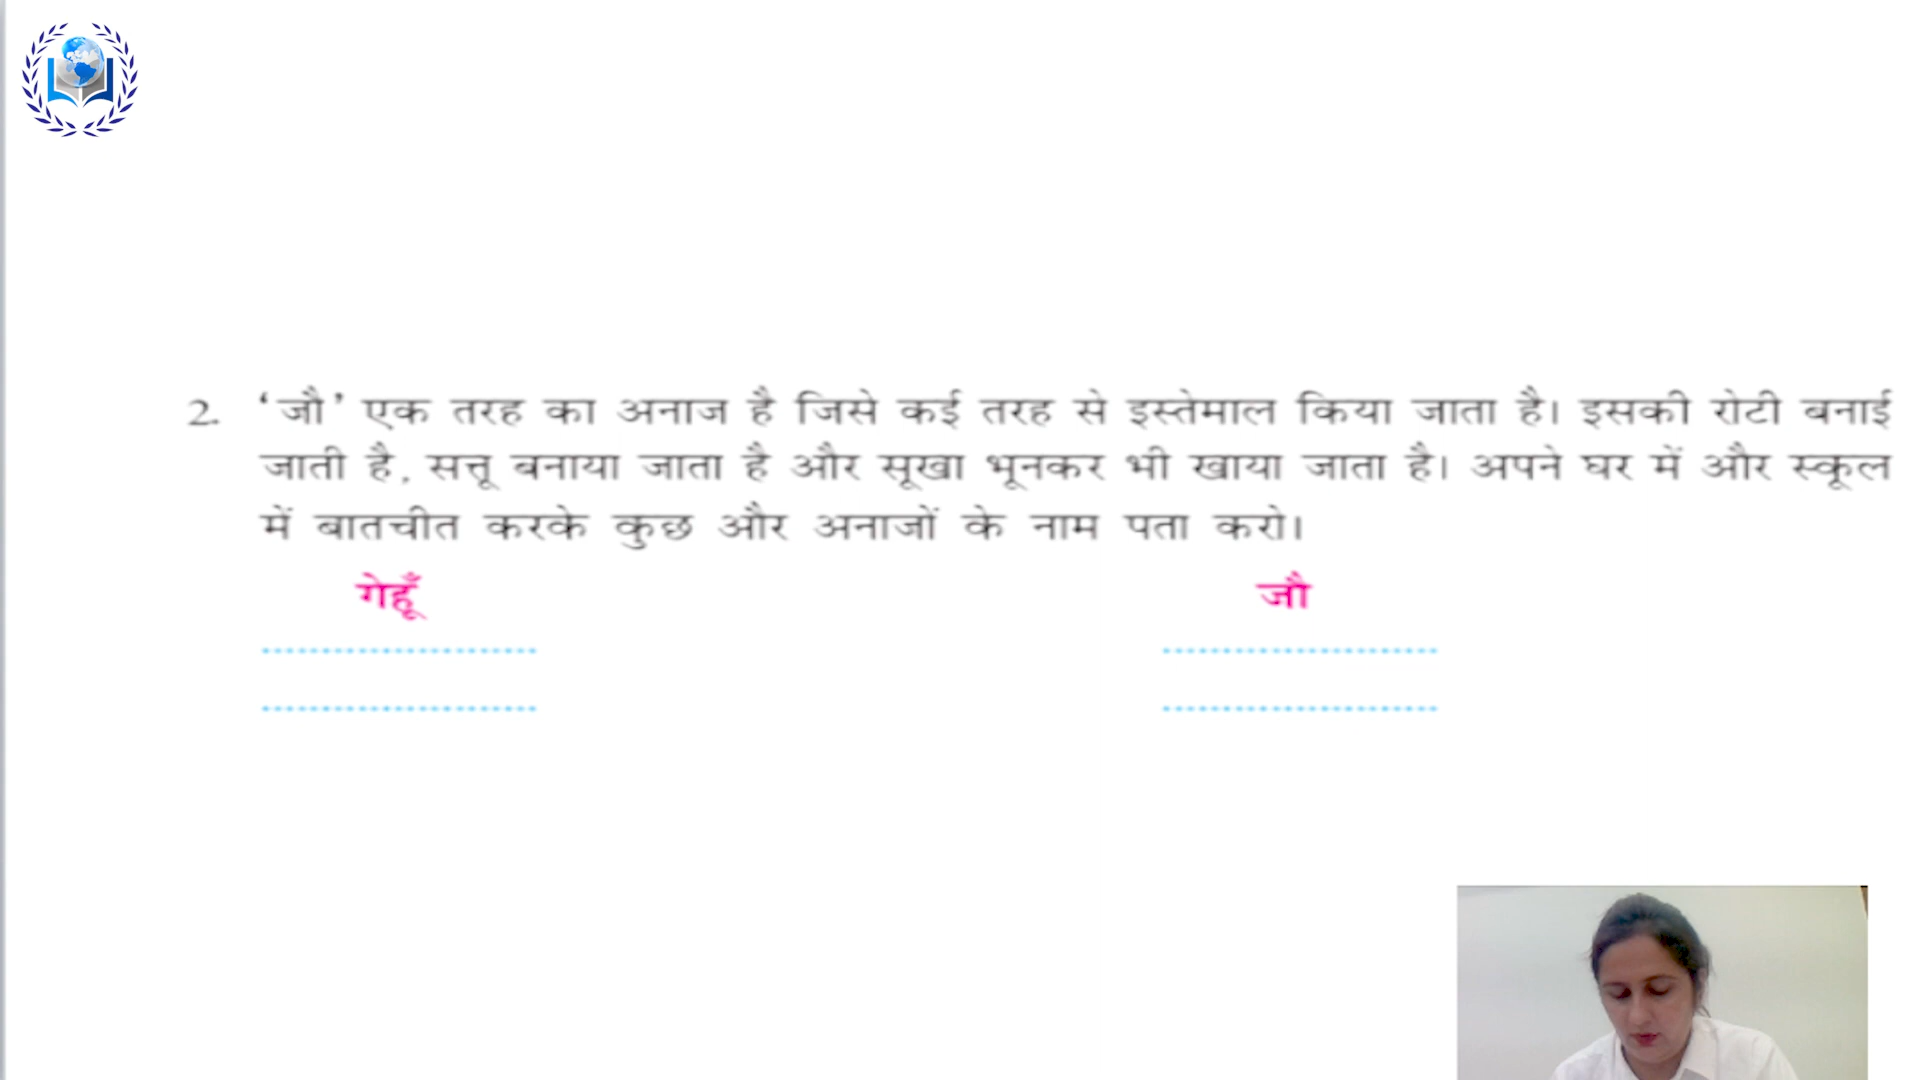 2. ‘जौ’ एक तरह का अनाज है जिसे कई तरह से इस्तेमाल किया जाता है। इसकी रोटी बनाई
जाती है, सत्तू बनाया जाता है और सूखा भूनकर भी खाया जाता है। अपने घर में और स्कूल
में बातचीत करके कुछ और अनाजों के नाम पता करो।
गेहूँ जौ